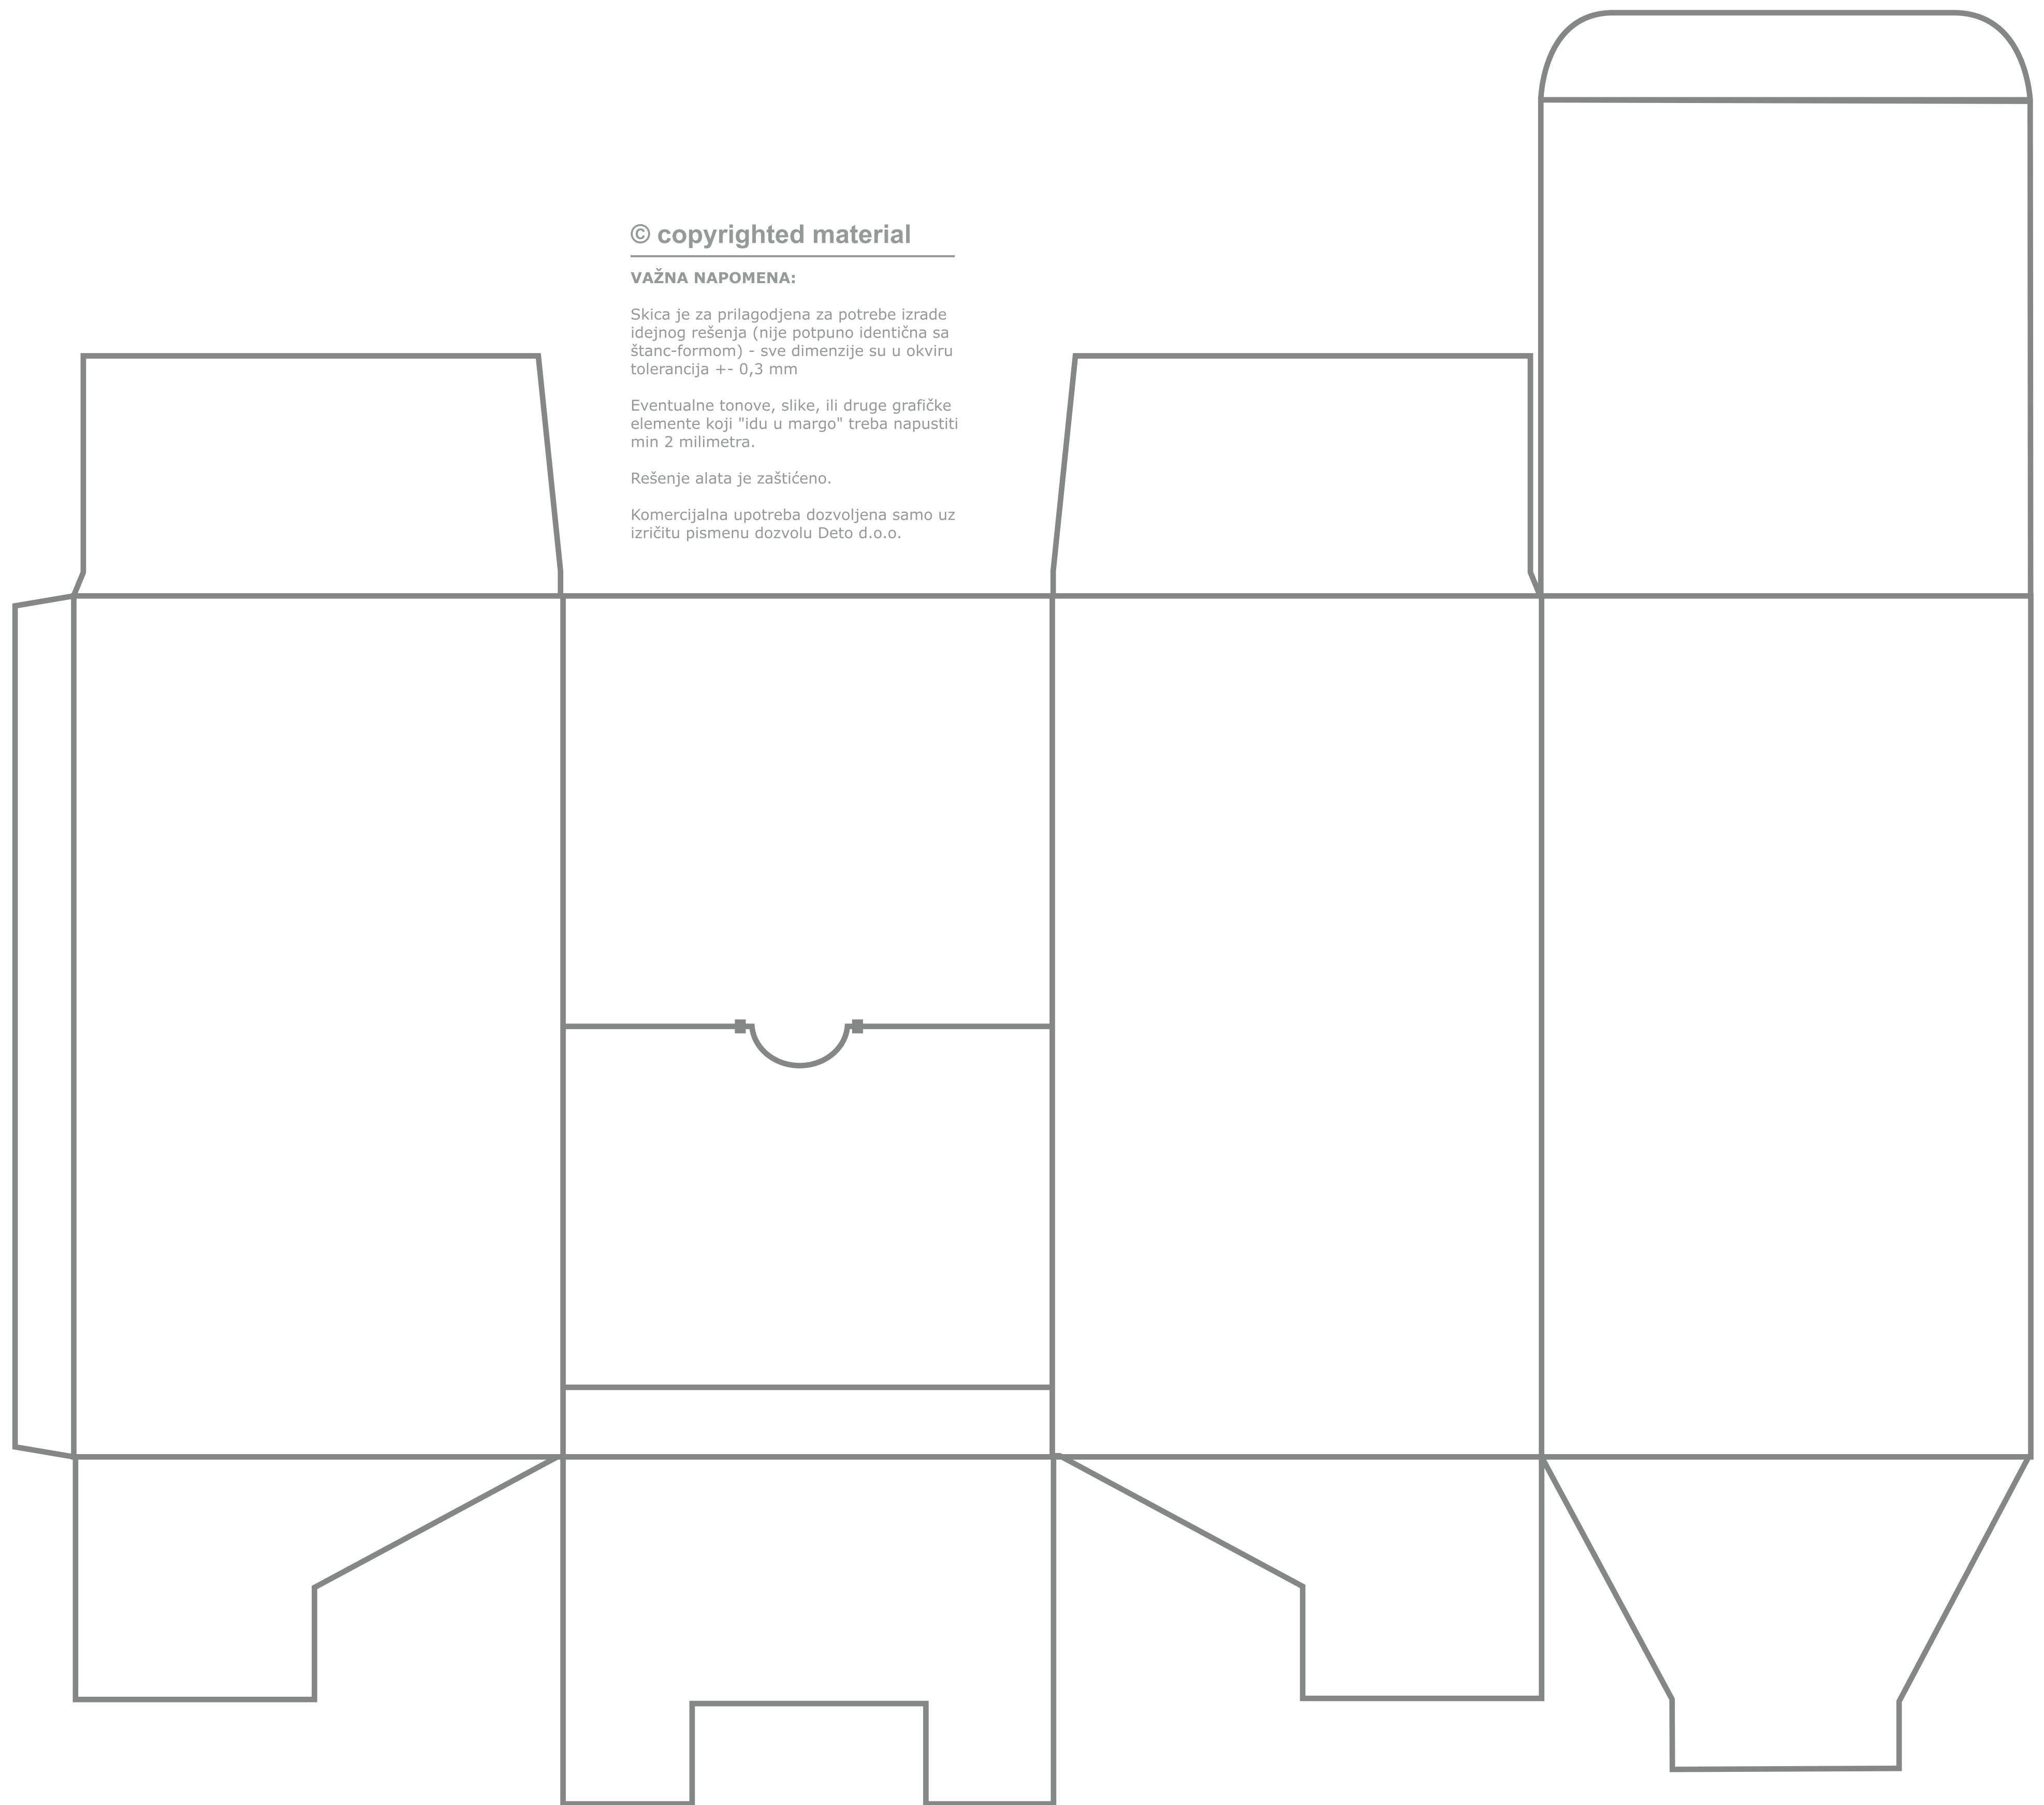 © copyrighted material
VAŽNA NAPOMENA:
Skica je za prilagodjena za potrebe izrade
idejnog rešenja (nije potpuno identična sa
štanc-formom) - sve dimenzije su u okviru
tolerancija +- 0,3 mm
Eventualne tonove, slike, ili druge grafičke
elemente koji "idu u margo" treba napustiti
min 2 milimetra.
Rešenje alata je zaštićeno.
Komercijalna upotreba dozvoljena samo uz
izričitu pismenu dozvolu Deto d.o.o.